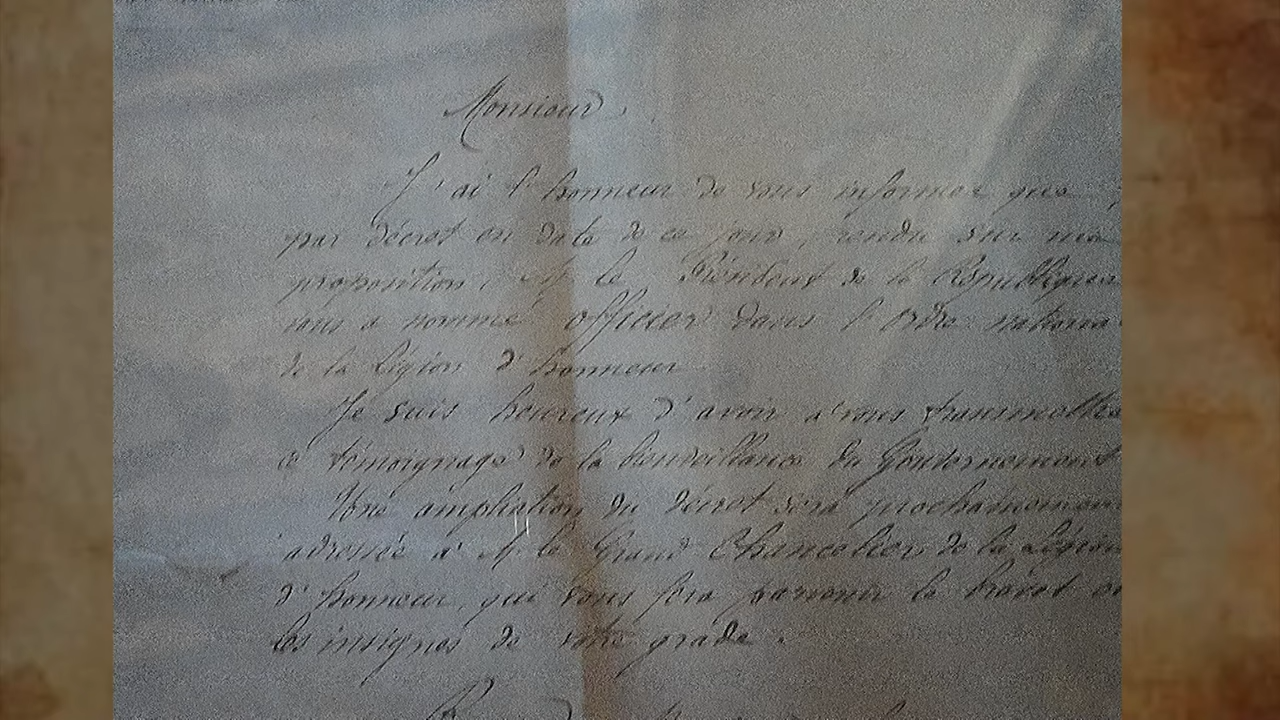 Monsieur,
J'ai l'honneur de vous informer que,
par décret en date de ce jour, rendu sur ma
proposition, M. le Président de la République
vous a nommé officier dans l'Ordre nationa
de la Légion d'honneur
Je suis heureux d'avoir à vous transmettre
ce témoignage de la bienveillance du Gouvernement
Une ampliation du décret sera prochainemen
adressée à M. le Grand Chancelier de la Légion
d'honneur, qui vous fera parvenir le brevet e
les insignes de votre grade.